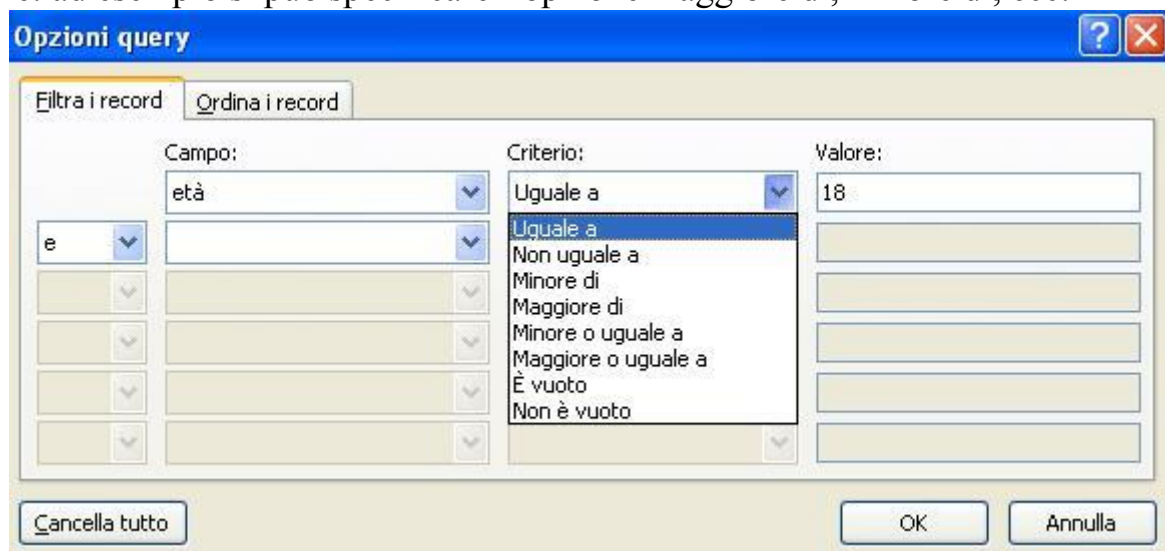 Opzioni query
Filtra i record Ordina i record
Campo: Criterio: Valore:
età Uguale a 18
e
Uguale a
Non uguale a
Minore di
Maggiore di
Minore o uguale a
Maggiore o uguale a
È vuoto
Non è vuoto
Cancella tutto OK Annulla